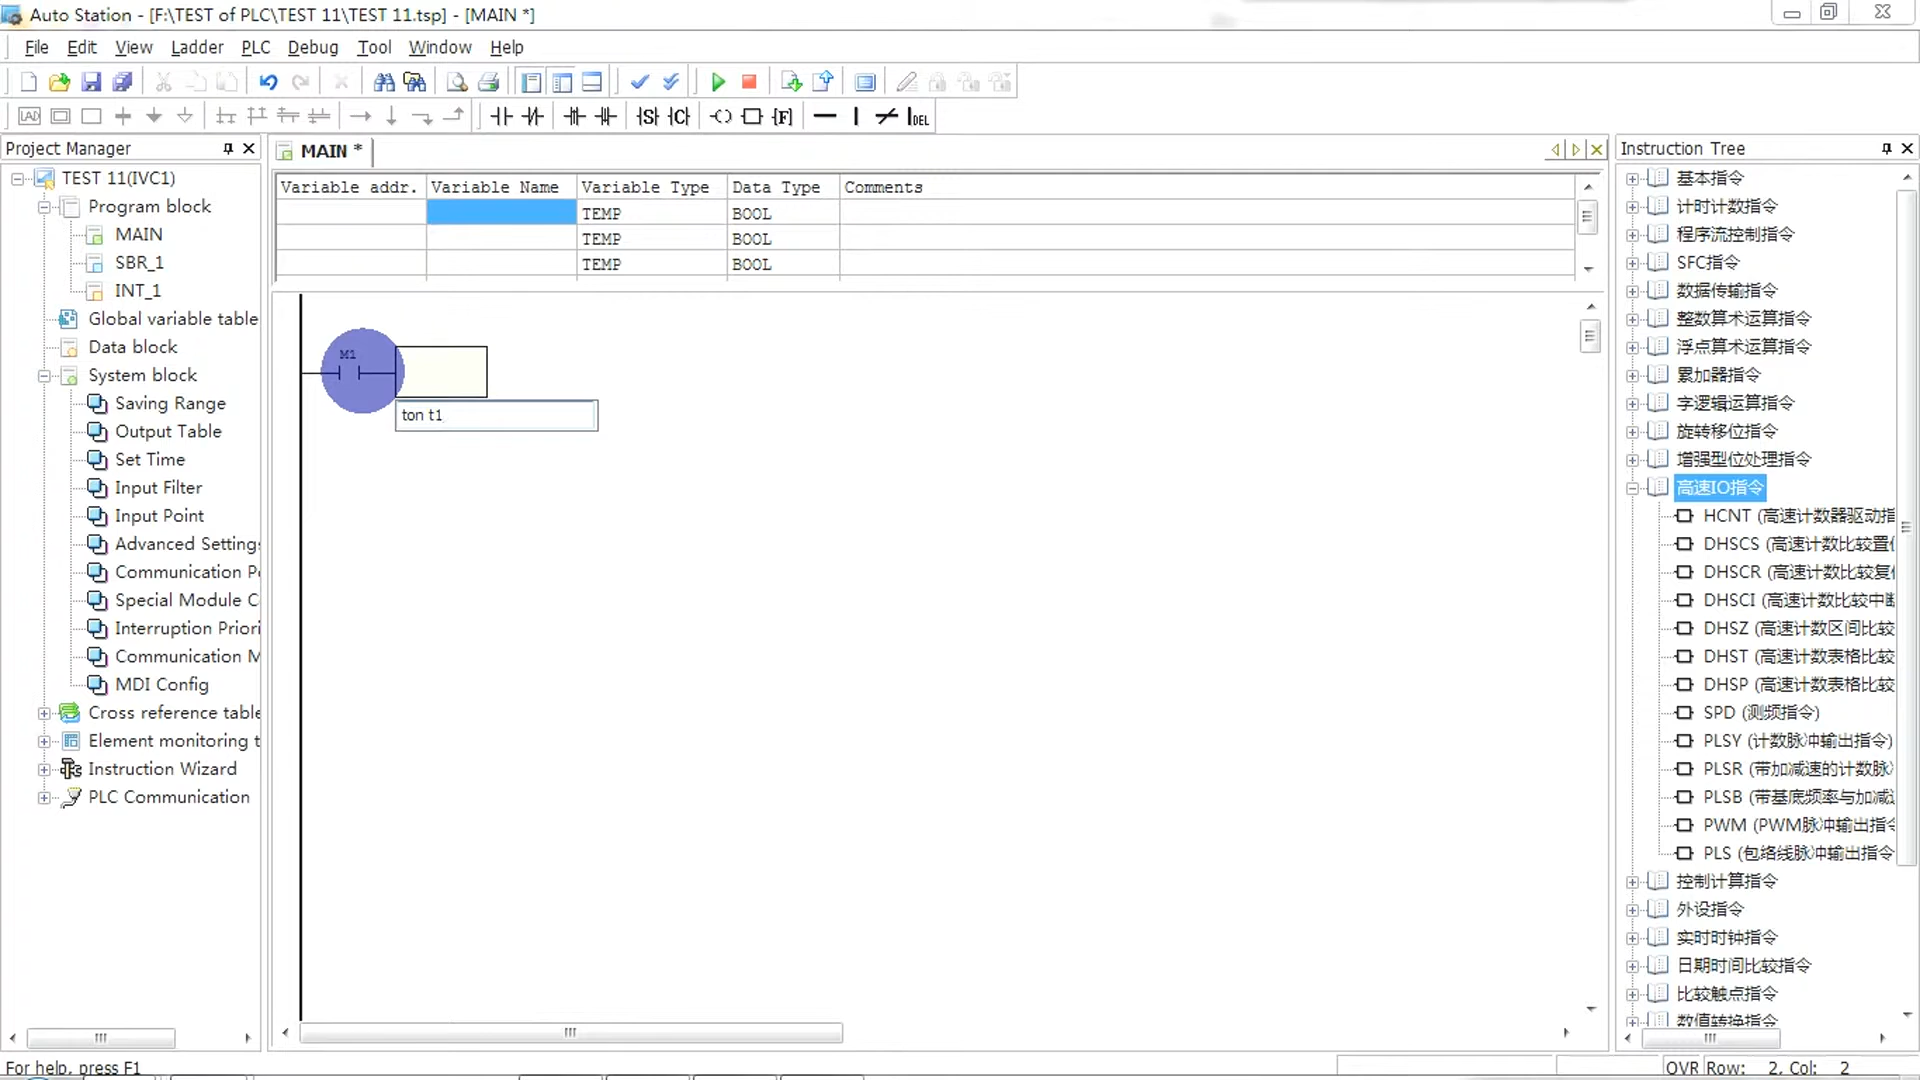 Auto Station - [F:\TEST of PLC\TEST 11\TEST 11.tsp] - [MAIN *]
File Edit View Ladder PLC Debug Tool Window Help
LAD {S} {C} {F} DEL
Project Manager
TEST 11(IVC1)
Program block
MAIN
SBR_1
INT_1
Global variable table
Data block
System block
Saving Range
Output Table
Set Time
Input Filter
Input Point
Advanced Settings
Communication Po
Special Module C
Interruption Priori
Communication M
MDI Config
Cross reference table
Element monitoring t
Instruction Wizard
PLC Communication
MAIN *
Variable addr. Variable Name Variable Type Data Type Comments
TEMP BOOL
TEMP BOOL
TEMP BOOL
M1
ton t1
Instruction Tree
基本指令
计时计数指令
程序流控制指令
SFC指令
数据传输指令
整数算术运算指令
浮点算术运算指令
累加器指令
字逻辑运算指令
旋转移位指令
增强型位处理指令
高速IO指令
HCNT (高速计数器驱动指
DHSCS (高速计数比较置位
DHSCR (高速计数比较复位
DHSCI (高速计数比较中断
DHSZ (高速计数区间比较
DHST (高速计数表格比较
DHSP (高速计数表格比较
SPD (测频指令)
PLSY (计数脉冲输出指令)
PLSR (带加减速的计数脉冲
PLSB (带基底频率与加减速
PWM (PWM脉冲输出指令
PLS (包络线脉冲输出指令
控制计算指令
外设指令
实时时钟指令
日期时间比较指令
比较触点指令
数值转换指令
For help, press F1
OVR Row: 2, Col: 2